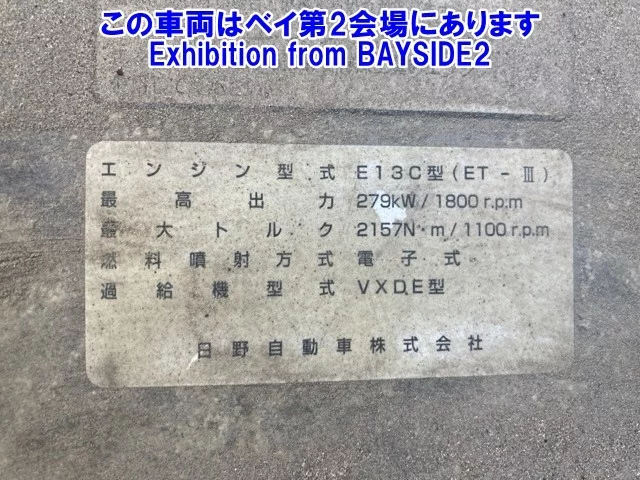 この車両はベイ第2会場にあります
Exhibition from BAYSIDE2
エンジン型式 E13C型(ET-Ⅲ)
最高出力 279kW/1800r.p.m
最大トルク 2157N・m/1100r.p.m
燃料噴射方式 電子式
過給機型式 VXDE型
日野自動車株式会社